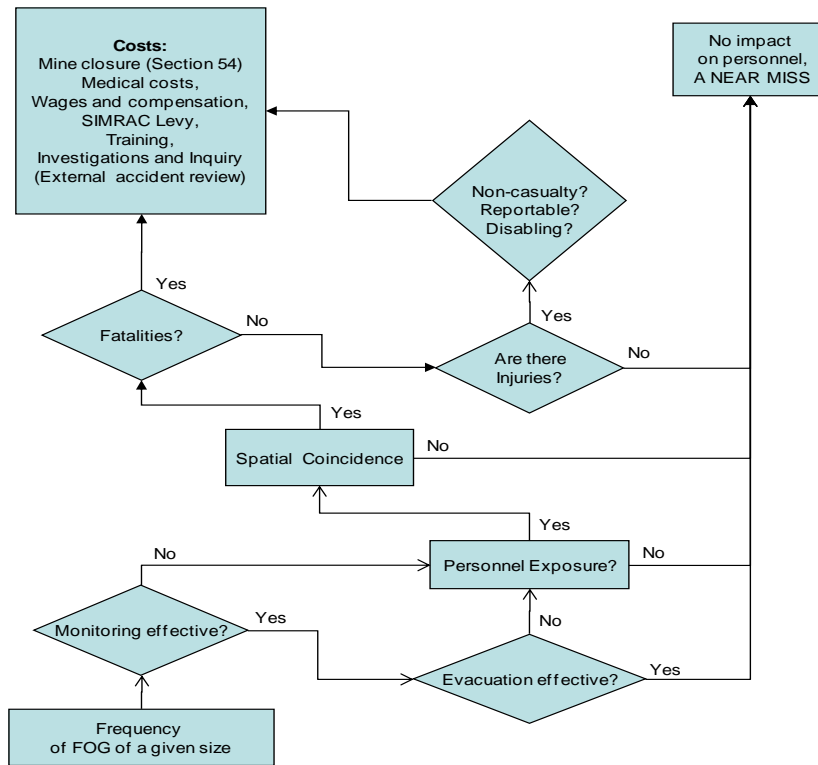 Costs:
Mine closure (Section 54)
Medical costs,
Wages and compensation,
SIMRAC Levy,
Training,
Investigations and Inquiry
(External accident review)
No impact
on personnel,
A NEAR MISS
Non-casualty?
Reportable?
Disabling?
Yes
Fatalities?
No
Yes
Are there
Injuries?
No
Yes
Spatial Coincidence
No
Yes
No
Personnel Exposure?
No
Monitoring effective?
Yes
No
Evacuation effective?
Yes
Frequency
of FOG of a given size